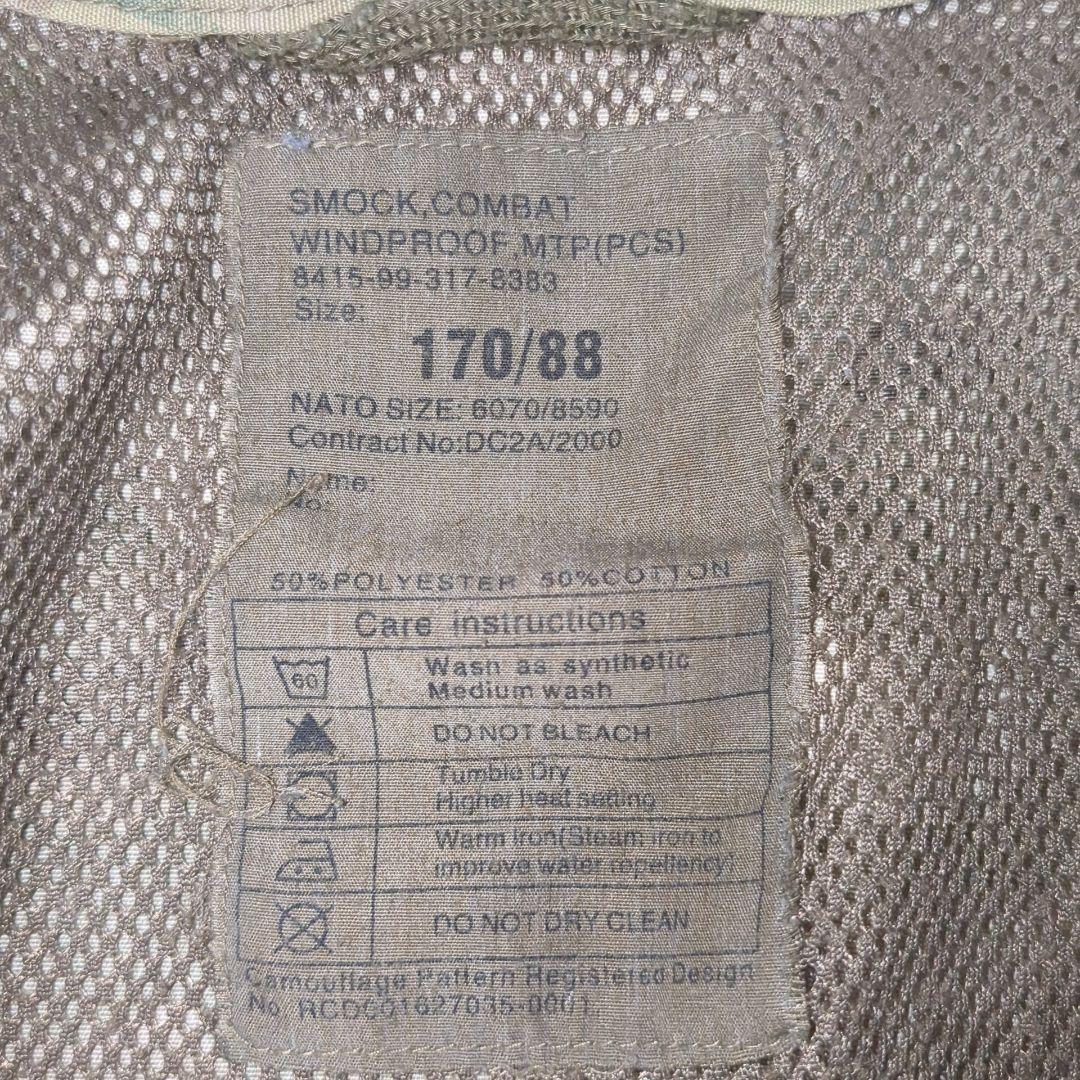 SMOCK,COMBAT
WINDPROOF,MTP(PCS)
8415-99-317-8383
Size:
170/88
NATO SIZE: 6070/8590
Contract No:DC2A/2000
Name:
No:
50%POLYESTER 50%COTTON
Care instructions
60
Wash as synthetic
Medium wash
DO NOT BLEACH
Tumble Dry
Higher heat setting
Warm Iron(Steam iron to
improve water repellency)
DO NOT DRY CLEAN
Camouflage Pattern Registered Design
No.